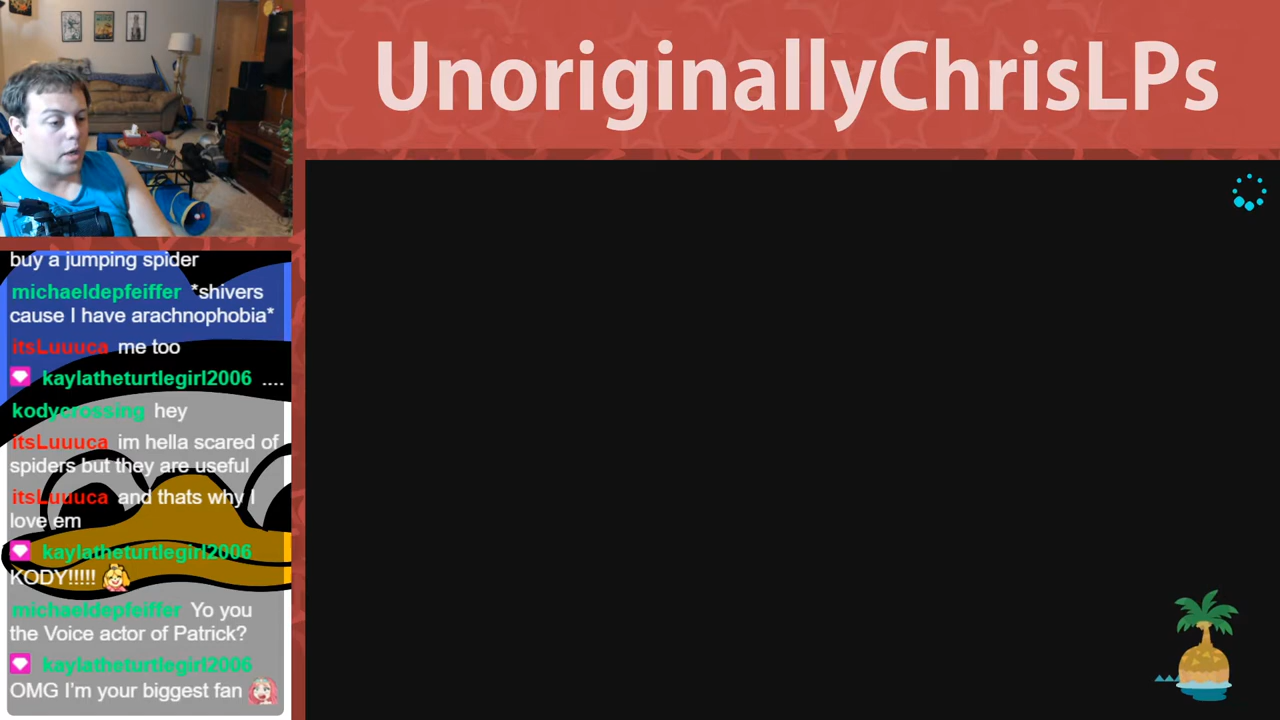 UnoriginallyChrisLPs
buy a jumping spider
michaeldepfeiffer *shivers
cause I have arachnophobia*
itsLuuuca me too
kaylatheturtlegirl2006 ....
kodycrossing hey
itsLuuuca im hella scared of
spiders but they are useful
itsLuuuca and thats why I
love em
kaylatheturtlegirl2006
KODY!!!!!
michaeldepfeiffer Yo you
the Voice actor of Patrick?
kaylatheturtlegirl2006
OMG I'm your biggest fan